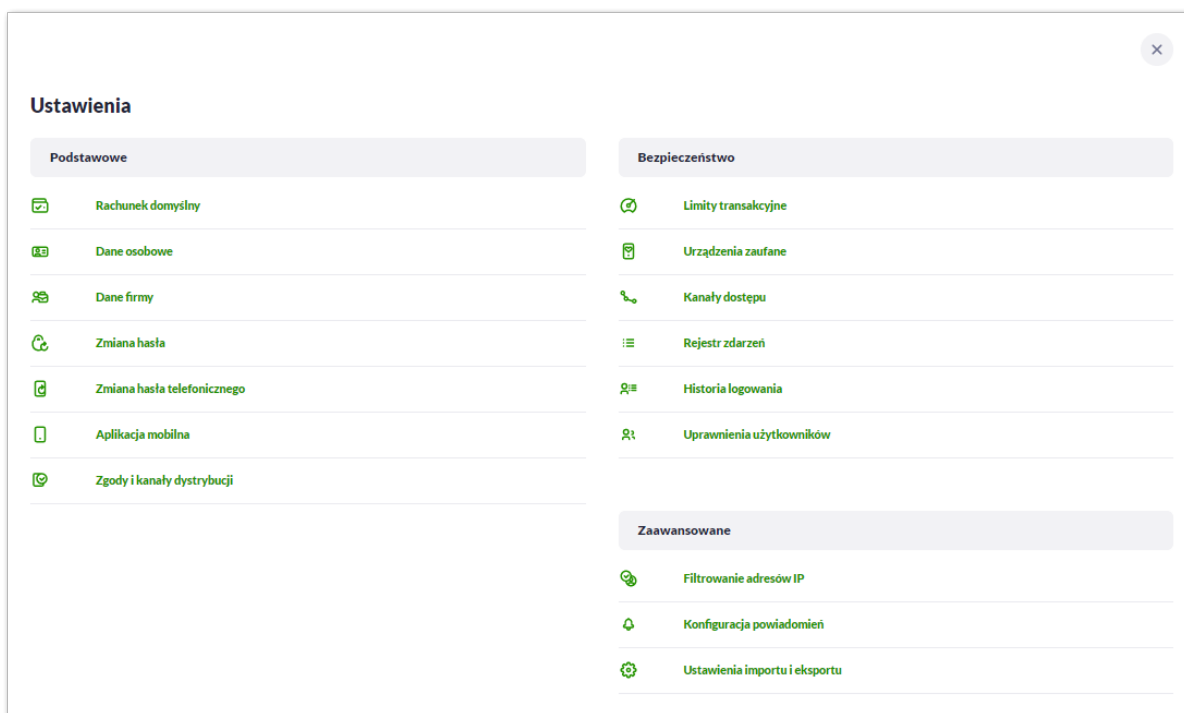 Ustawienia
Podstawowe
Rachunek domyślny
Dane osobowe
Dane firmy
Zmiana hasła
Zmiana hasła telefonicznego
Aplikacja mobilna
Zgody i kanały dystrybucji
Bezpieczeństwo
Limity transakcyjne
Urządzenia zaufane
Kanały dostępu
Rejestr zdarzeń
Historia logowania
Uprawnienia użytkowników
Zaawansowane
Filtrowanie adresów IP
Konfiguracja powiadomień
Ustawienia importu i eksportu